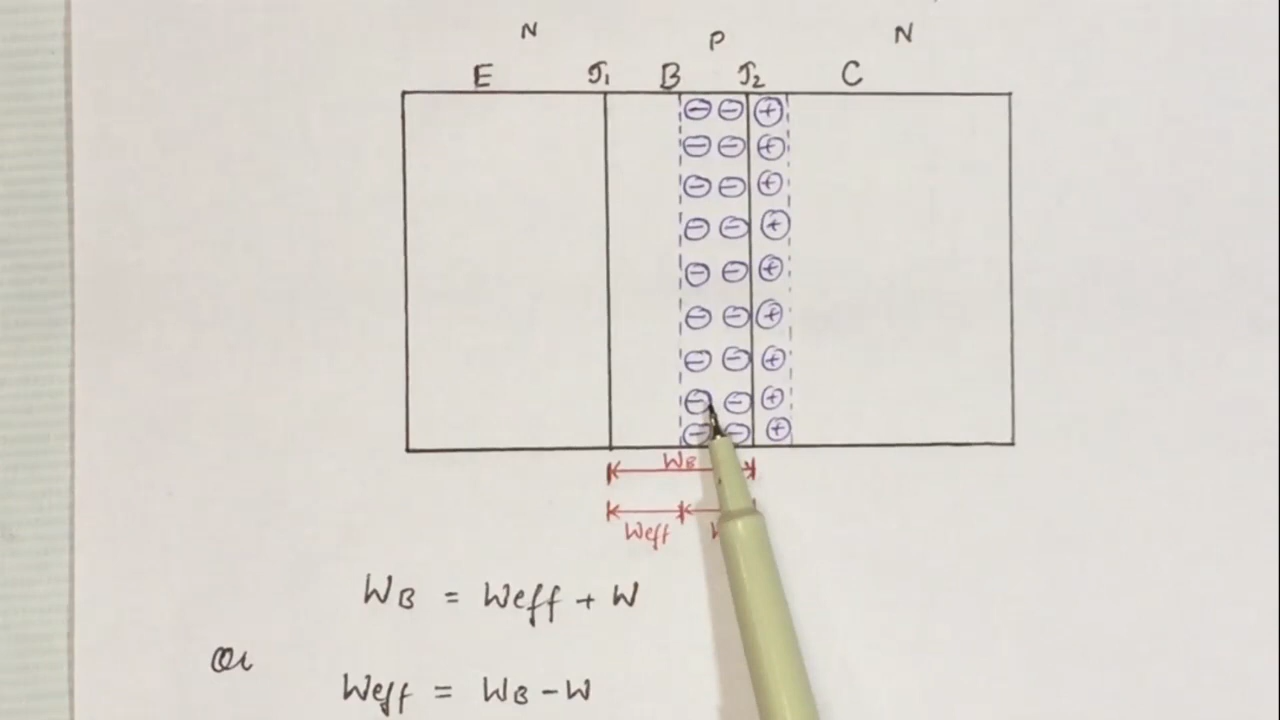 N P N
E J1 B J2 C
⊖ ⊖ ⊕
⊖ ⊖ ⊕
⊖ ⊖ ⊕
⊖ ⊖ ⊕
⊖ ⊖ ⊕
⊖ ⊖ ⊕
⊖ ⊖ ⊕
⊖ ⊖ ⊕
⊖ ⊖ ⊕
WB
Weff
WB = Weff + W
Or
Weff = WB - W